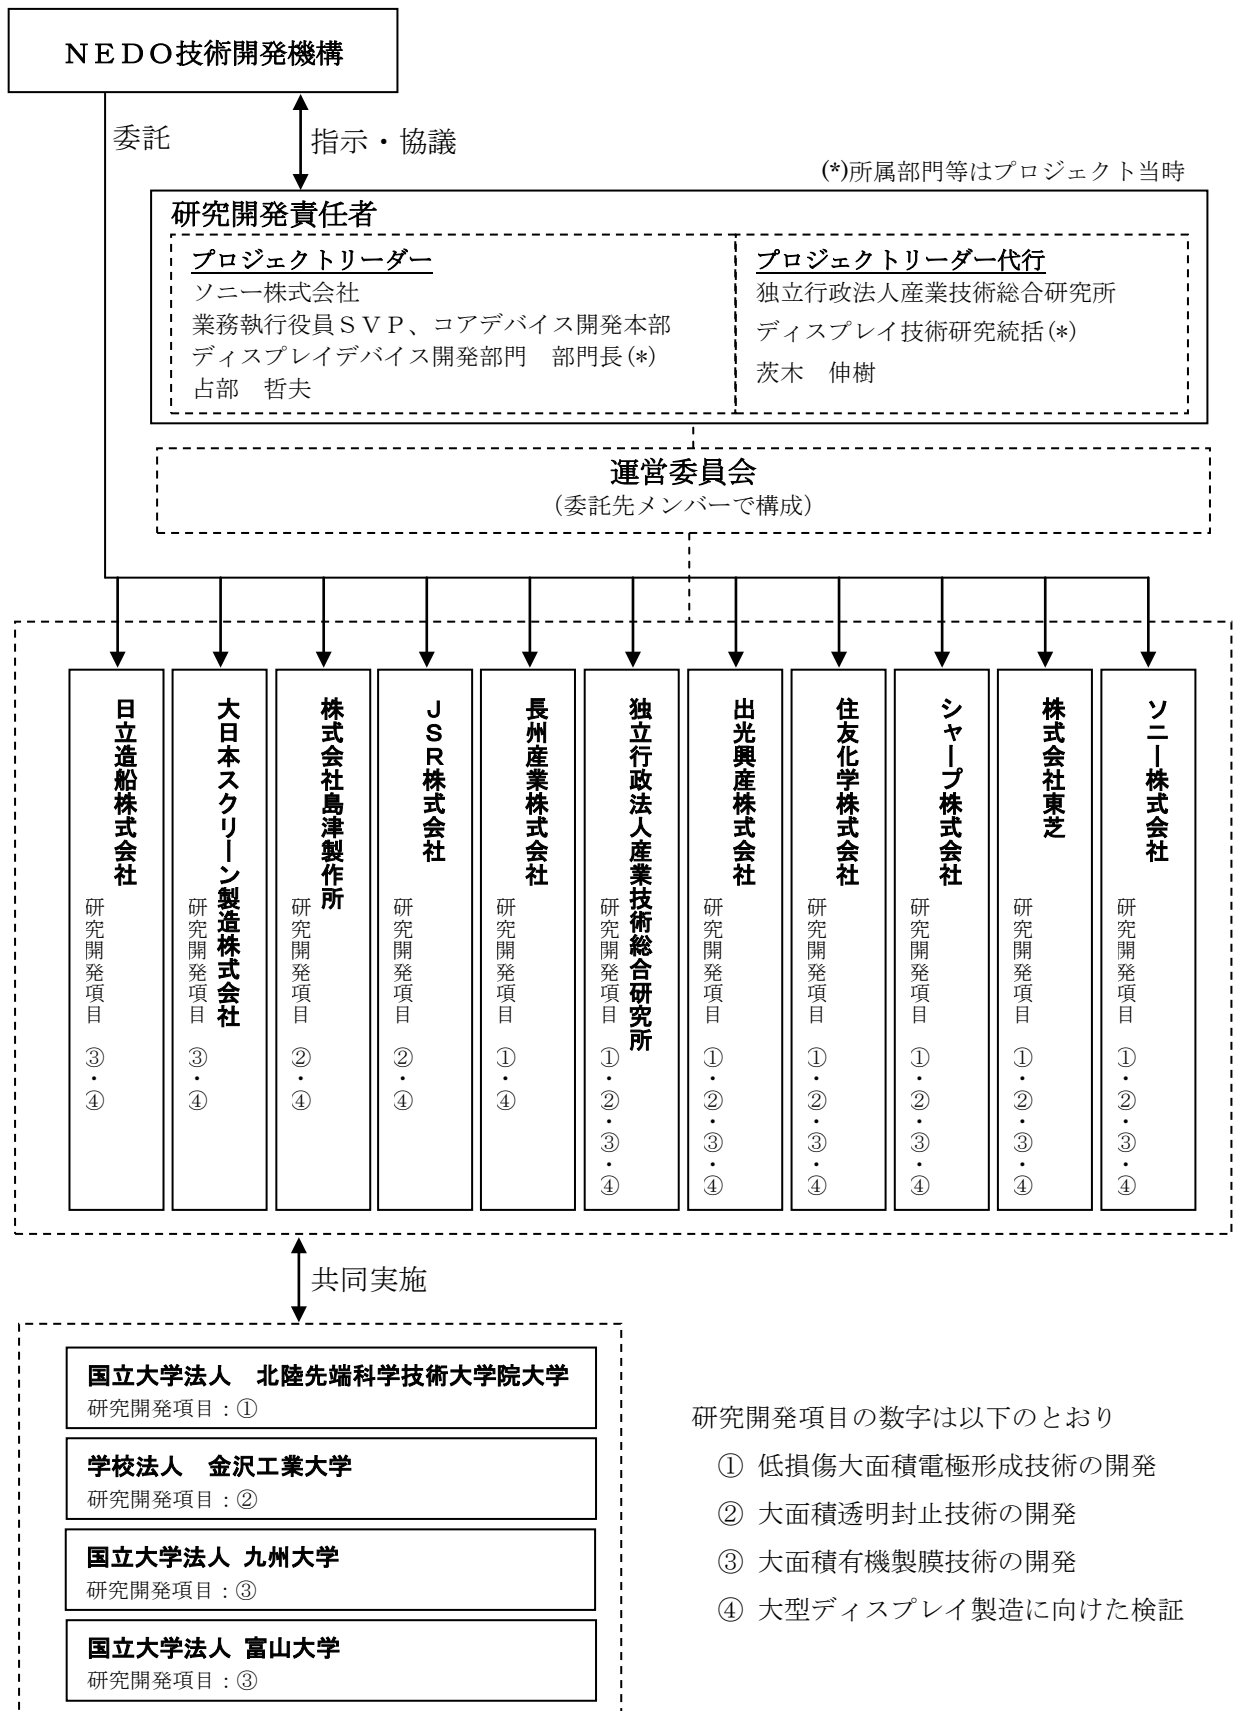 ＮＥＤＯ技術開発機構
委託
指示・協議
(*)所属部門等はプロジェクト当時
研究開発責任者
プロジェクトリーダー
ソニー株式会社
業務執行役員ＳＶＰ、コアデバイス開発本部
ディスプレイデバイス開発部門　部門長(*)
占部　哲夫
プロジェクトリーダー代行
独立行政法人産業技術総合研究所
ディスプレイ技術研究統括(*)
茨木　伸樹
運営委員会
（委託先メンバーで構成）
日立造船株式会社
研究開発項目　③・④
大日本スクリーン製造株式会社
研究開発項目　③・④
株式会社島津製作所
研究開発項目　②・④
ＪＳＲ株式会社
研究開発項目　②・④
長州産業株式会社
研究開発項目　①・④
独立行政法人産業技術総合研究所
研究開発項目　①・②・③・④
出光興産株式会社
研究開発項目　①・②・③・④
住友化学株式会社
研究開発項目　①・②・③・④
シャープ株式会社
研究開発項目　①・②・③・④
株式会社東芝
研究開発項目　①・②・③・④
ソニー株式会社
研究開発項目　①・②・③・④
共同実施
国立大学法人　北陸先端科学技術大学院大学
研究開発項目：①
学校法人　金沢工業大学
研究開発項目：②
国立大学法人 九州大学
研究開発項目：③
国立大学法人 富山大学
研究開発項目：③
研究開発項目の数字は以下のとおり
① 低損傷大面積電極形成技術の開発
② 大面積透明封止技術の開発
③ 大面積有機製膜技術の開発
④ 大型ディスプレイ製造に向けた検証